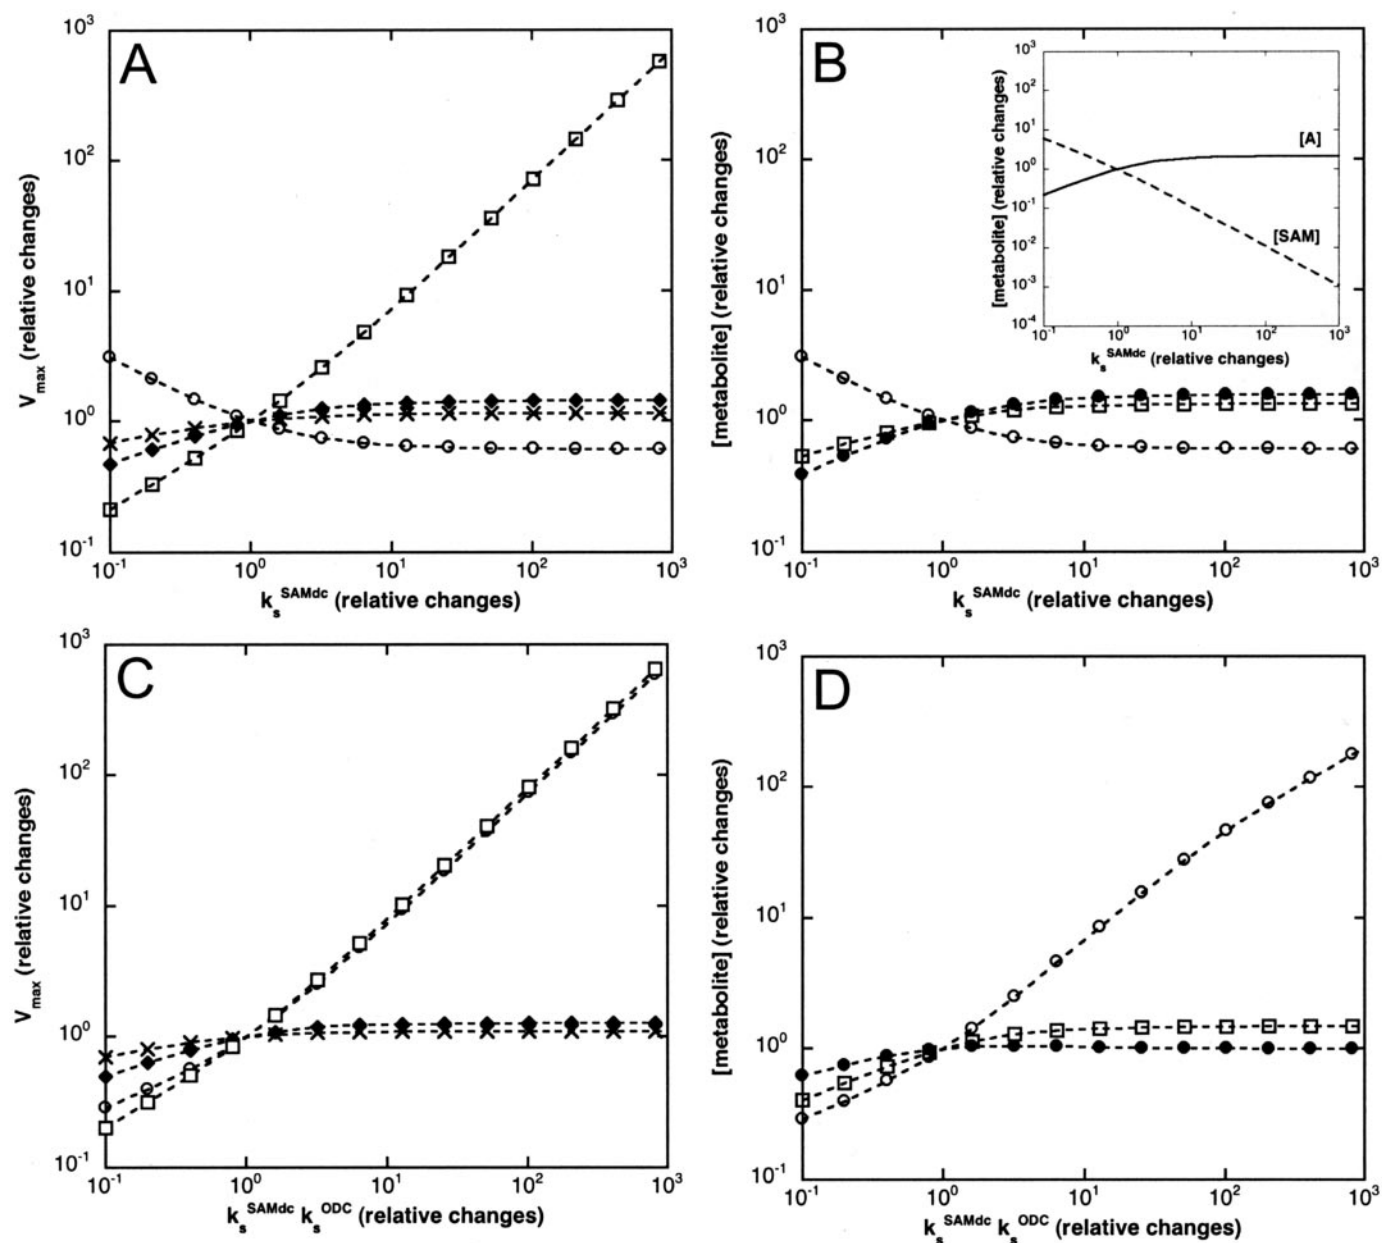 A
10^3
10^2
10^1
10^0
10^-1
V_max (relative changes)
10^-1 10^0 10^1 10^2 10^3
k_s^SAMdc (relative changes)
B
10^3
10^2
10^1
10^0
10^-1
[metabolite] (relative changes)
10^-1 10^0 10^1 10^2 10^3
k_s^SAMdc (relative changes)
10^3
10^2
10^1
10^0
10^-1
10^-2
10^-3
10^-4
[metabolite] (relative changes)
[A]
[SAM]
10^-1 10^0 10^1 10^2 10^3
k_s^SAMdc (relative changes)
C
10^3
10^2
10^1
10^0
10^-1
V_max (relative changes)
10^-1 10^0 10^1 10^2 10^3
k_s^SAMdc k_s^ODC (relative changes)
D
10^3
10^2
10^1
10^0
10^-1
[metabolite] (relative changes)
10^-1 10^0 10^1 10^2 10^3
k_s^SAMdc k_s^ODC (relative changes)